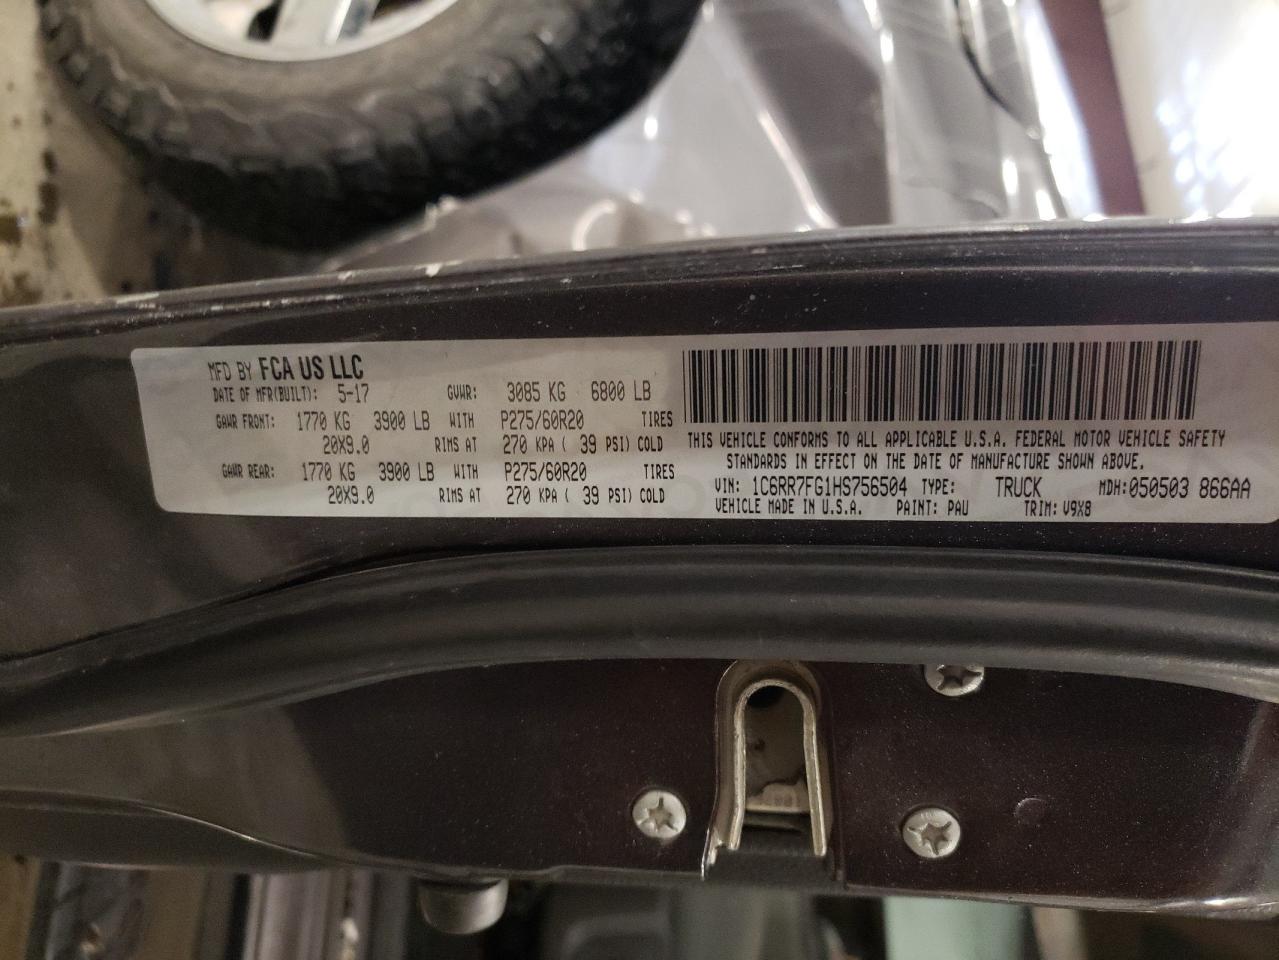 MFD BY FCA US LLC
DATE OF MFR(BUILT): 5-17 GVWR: 3085 KG 6800 LB
GAWR FRONT: 1770 KG 3900 LB WITH P275/60R20 TIRES
20X9.0 RIMS AT 270 KPA ( 39 PSI) COLD
GAWR REAR: 1770 KG 3900 LB WITH P275/60R20 TIRES
20X9.0 RIMS AT 270 KPA ( 39 PSI) COLD
THIS VEHICLE CONFORMS TO ALL APPLICABLE U.S.A. FEDERAL MOTOR VEHICLE SAFETY
STANDARDS IN EFFECT ON THE DATE OF MANUFACTURE SHOWN ABOVE.
VIN: 1C6RR7FG1HS756504 TYPE: TRUCK MDH:050503 866AA
VEHICLE MADE IN U.S.A. PAINT: PAU TRIM: V9X8